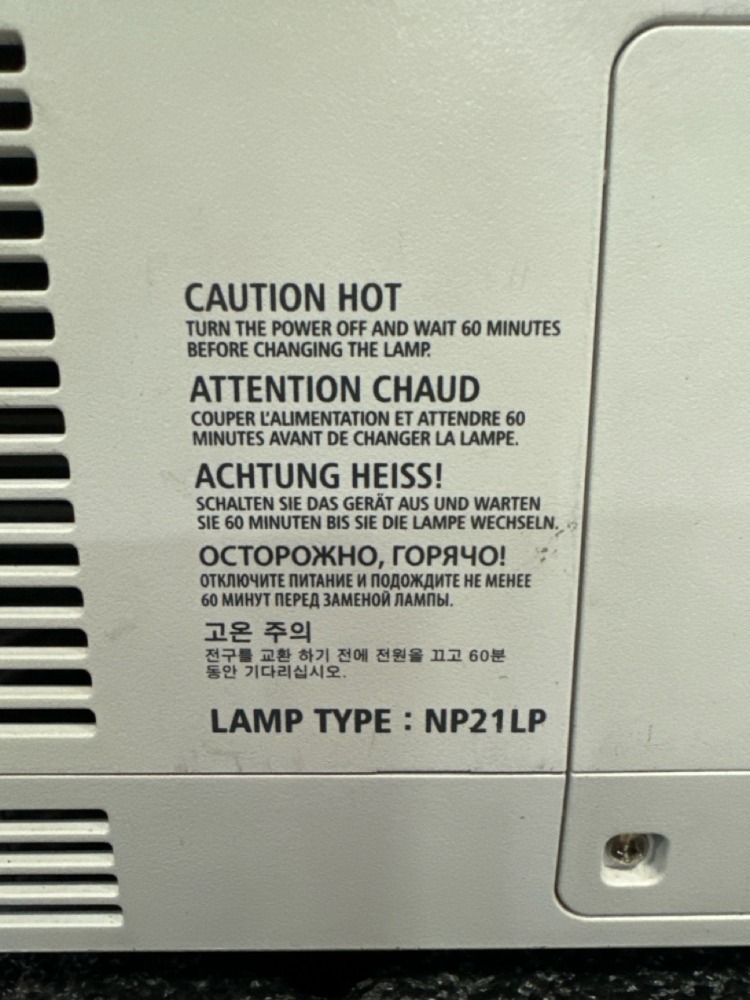 CAUTION HOT
TURN THE POWER OFF AND WAIT 60 MINUTES
BEFORE CHANGING THE LAMP.
ATTENTION CHAUD
COUPER L'ALIMENTATION ET ATTENDRE 60
MINUTES AVANT DE CHANGER LA LAMPE.
ACHTUNG HEISS!
SCHALTEN SIE DAS GERÄT AUS UND WARTEN
SIE 60 MINUTEN BIS SIE DIE LAMPE WECHSELN.
ОСТОРОЖНО, ГОРЯЧО!
ОТКЛЮЧИТЕ ПИТАНИЕ И ПОДОЖДИТЕ НЕ МЕНЕЕ
60 МИНУТ ПЕРЕД ЗАМЕНОЙ ЛАМПЫ.
고온 주의
전구를 교환 하기 전에 전원을 끄고 60분
동안 기다리십시오.
LAMP TYPE : NP21LP